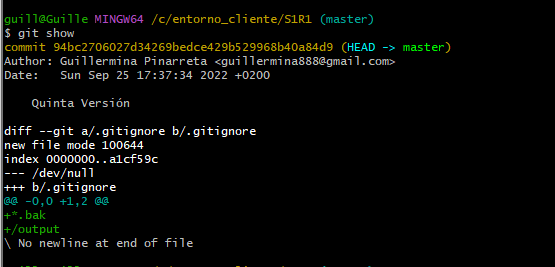 guill@Guille MINGW64 /c/entorno_cliente/S1R1 (master)
$ git show
commit 94bc2706027d34269bedce429b529968b40a84d9 (HEAD -> master)
Author: Guillermina Pinarreta <guillermina888@gmail.com>
Date:   Sun Sep 25 17:37:34 2022 +0200

    Quinta Versión

diff --git a/.gitignore b/.gitignore
new file mode 100644
index 0000000..a1cf59c
--- /dev/null
+++ b/.gitignore
@@ -0,0 +1,2 @@
+*.bak
+/output
\ No newline at end of file